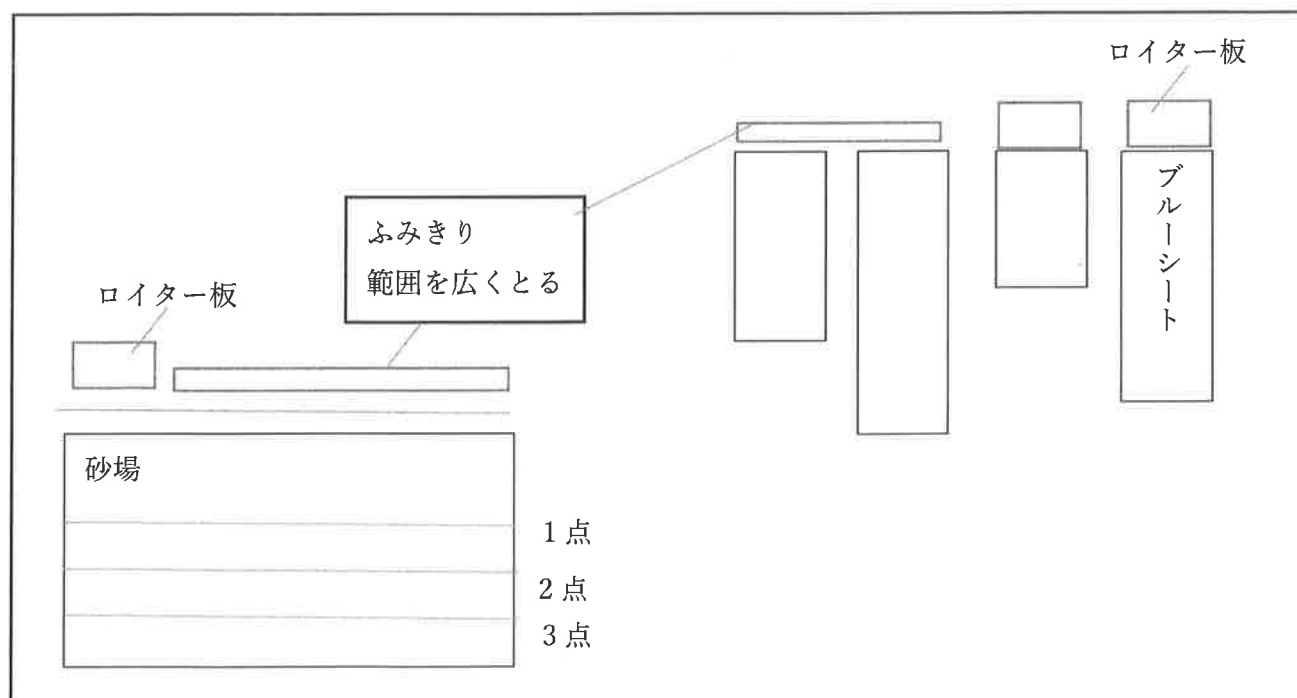 ロイター板
ふみきり
範囲を広くとる
ブルーシート
ロイター板
砂場
1点
2点
3点